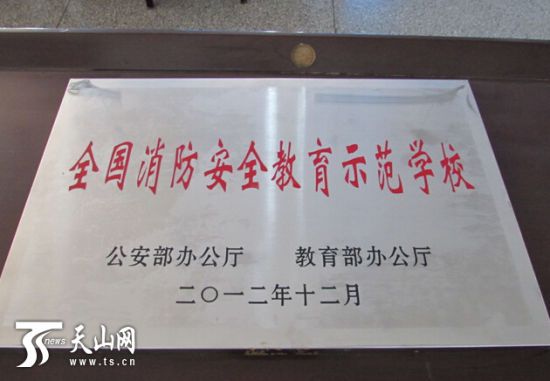 全国消防安全教育示范学校
公安部办公厅 教育部办公厅
二〇一二年十二月
TS news 天山网
www.ts.cn